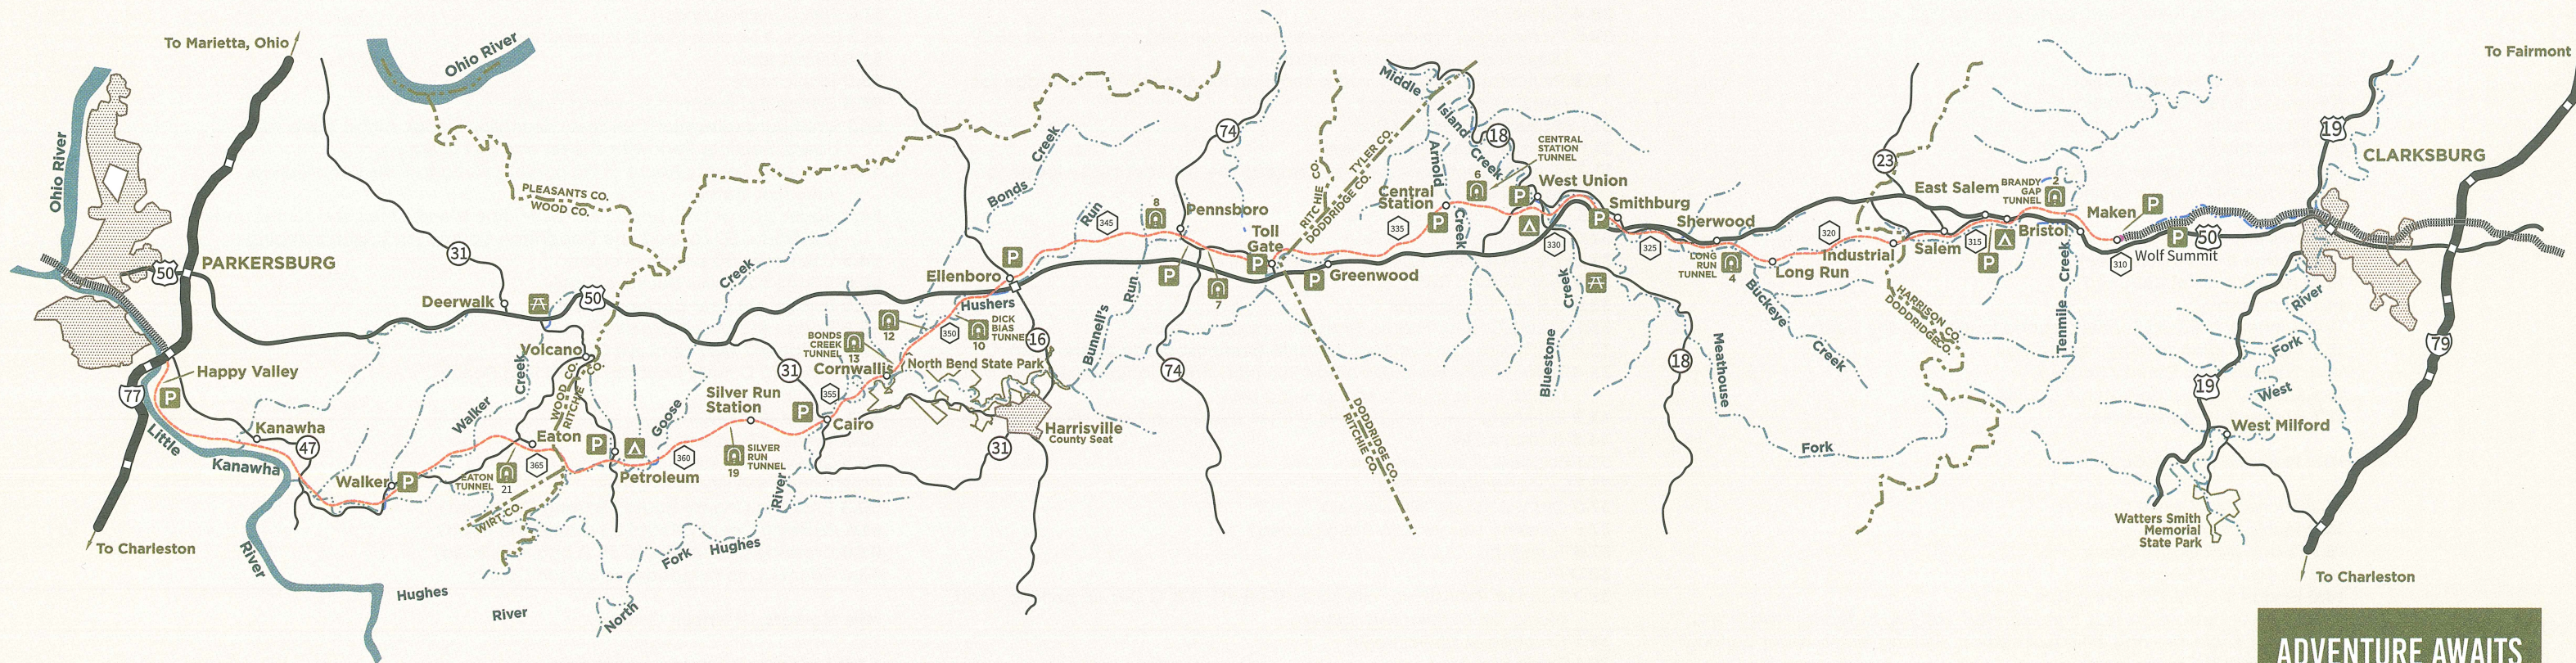 To Marietta, Ohio
Ohio River
Ohio River
50
PARKERSBURG
PLEASANTS CO.
WOOD CO.
31
Deerwalk
50
Happy Valley
P
77
Little
Kanawha
River
Kanawha
47
To Charleston
Walker
P
Walker
Creek
Volcano
WOOD CO.
RITCHIE CO.
Eaton
EATON
TUNNEL
21
365
WIRT CO.
P
Petroleum
Goose
Creek
360
Silver Run
Station
SILVER
RUN
TUNNEL
19
Hughes
River
North
Fork
Hughes
River
31
P
355
Cairo
BONDS
CREEK
TUNNEL
13
Cornwallis
12
350
10
DICK
BIAS
TUNNEL
North Bend State Park
16
Harrisville
County Seat
31
Ellenboro
P
Hushers
Run
Bonds
Creek
345
8
Pennsboro
74
P
7
Bunnell's
Run
74
Toll
Gate
P
RITCHIE CO.
DODDRIDGE CO.
TYLER CO.
DODDRIDGE CO.
RITCHIE CO.
P
Greenwood
335
Middle
Island
Creek
Arnold
Creek
Central
Station
P
6
CENTRAL
STATION
TUNNEL
18
P
West Union
330
P
Smithburg
325
Bluestone
Creek
18
Meathouse
Fork
Sherwood
LONG
RUN
TUNNEL
4
Long Run
Buckeye
Creek
320
Industrial
23
East Salem
Salem
315
P
HARRISON CO.
DODDRIDGE CO.
BRANDY
GAP
TUNNEL
2
Bristol
Tenmile
Creek
Maken
P
310
Wolf Summit
P
50
19
CLARKSBURG
To Fairmont
79
West
Fork
River
19
West Milford
Watters Smith
Memorial
State Park
To Charleston
ADVENTURE AWAITS